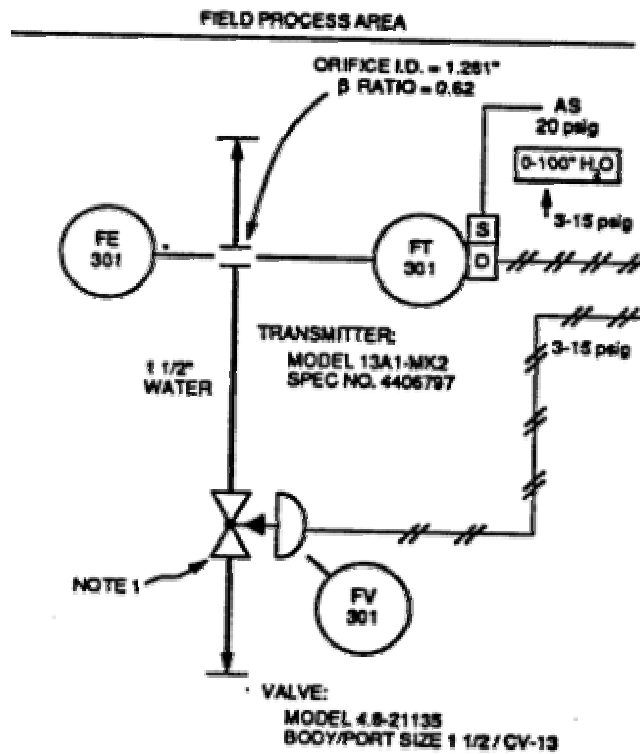 FIELD PROCESS AREA
ORIFICE I.D. = 1.261"
β RATIO = 0.62
AS
20 psig
0-100" H2O
3-15 psig
FE
301
FT
301
S
O
TRANSMITTER:
MODEL 13A1-MK2
SPEC NO. 4406797
3-15 psig
1 1/2"
WATER
NOTE 1
FV
301
VALVE:
MODEL 4.8-21135
BODY/PORT SIZE 1 1/2 / CV-13